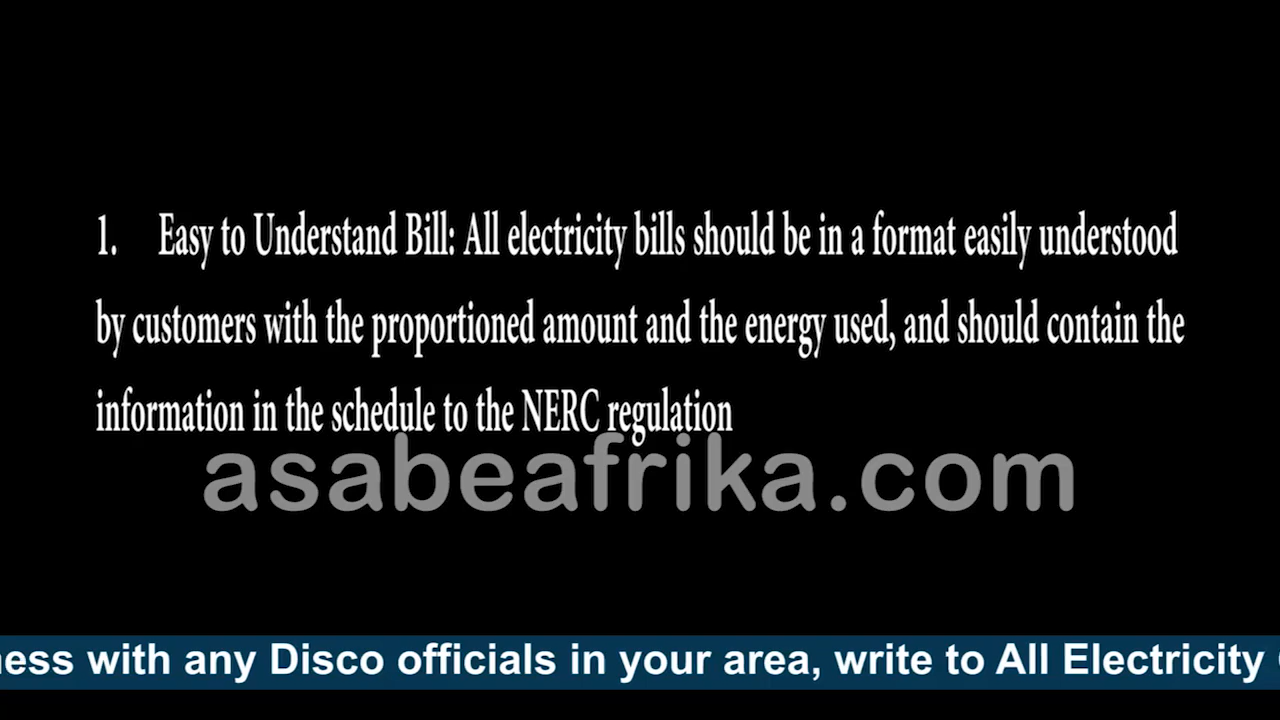 1. Easy to Understand Bill: All electricity bills should be in a format easily understood
by customers with the proportioned amount and the energy used, and should contain the
information in the schedule to the NERC regulation
asabeafrika.com
with any Disco officials in your area, write to All Electricity